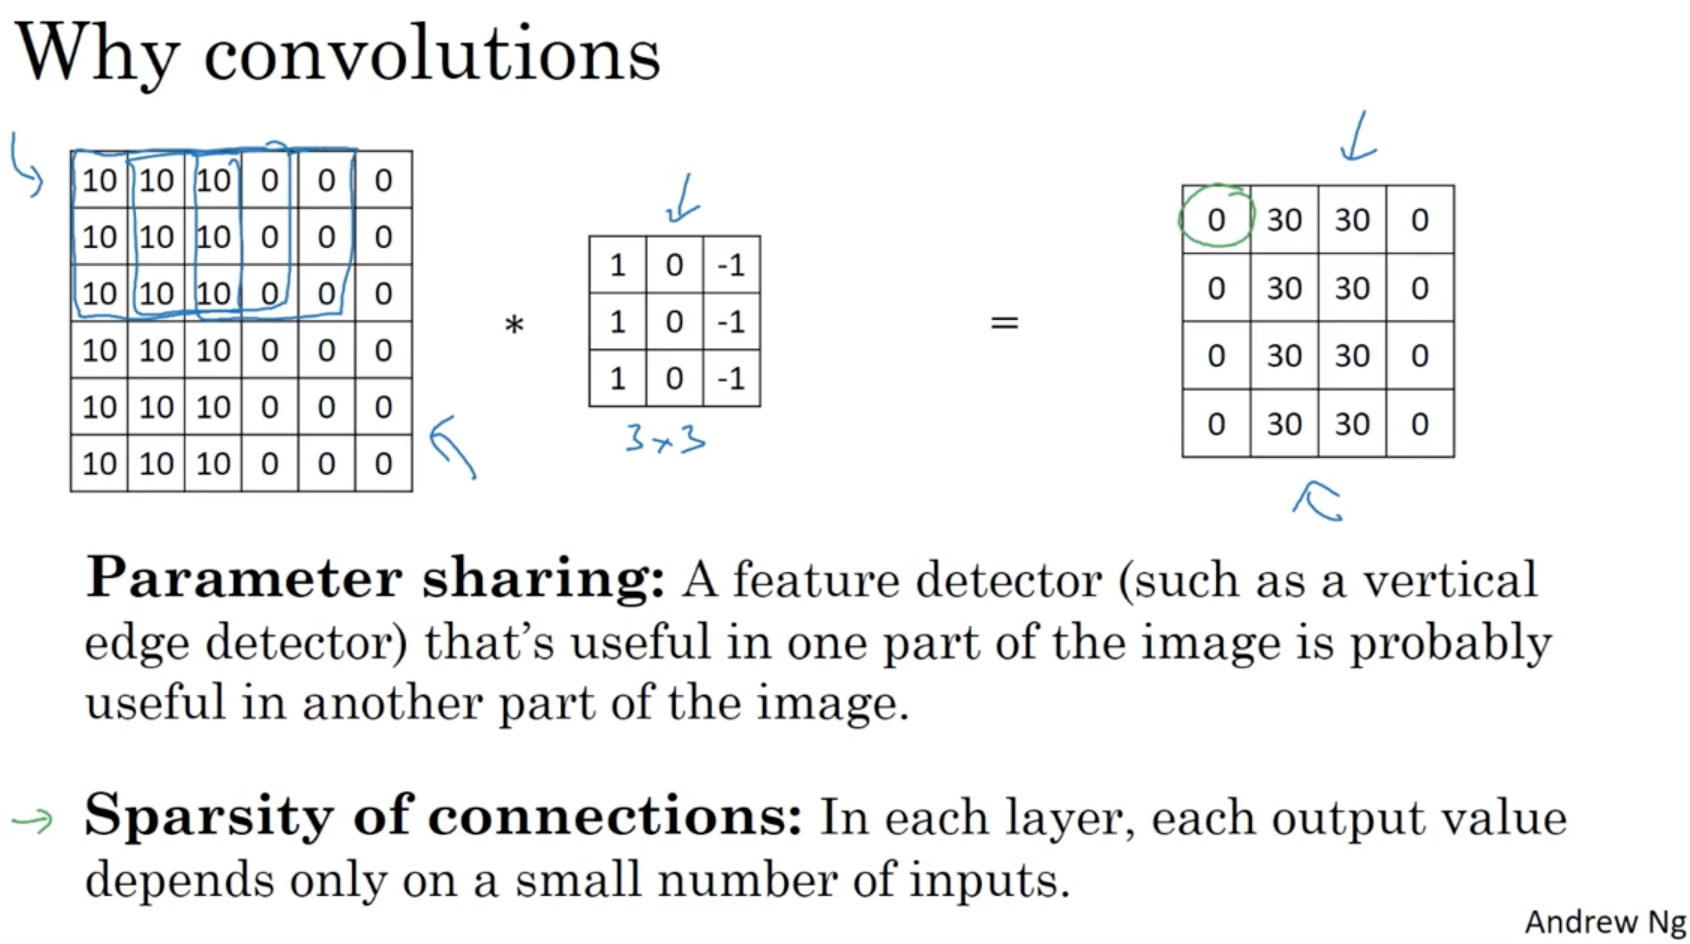 Why convolutions
10 10 10 0 0 0
10 10 10 0 0 0
10 10 10 0 0 0
10 10 10 0 0 0
10 10 10 0 0 0
10 10 10 0 0 0
*
1 0 -1
1 0 -1
1 0 -1
3×3
=
0 30 30 0
0 30 30 0
0 30 30 0
0 30 30 0
Parameter sharing: A feature detector (such as a vertical
edge detector) that’s useful in one part of the image is probably
useful in another part of the image.
Sparsity of connections: In each layer, each output value
depends only on a small number of inputs.
Andrew Ng